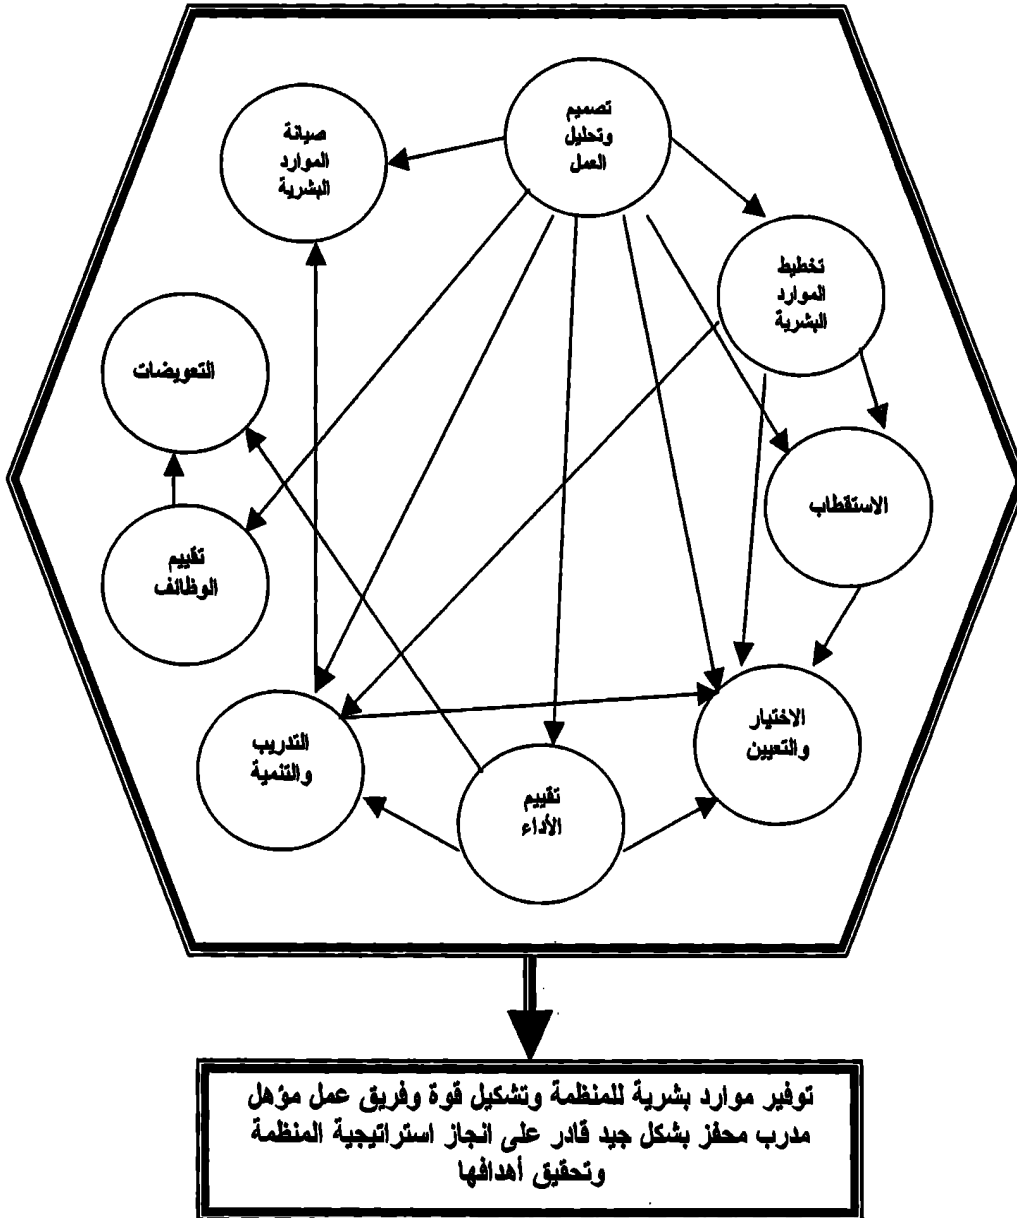 تصميم
وتحليل
العمل
صيانة
الموارد
البشرية
تخطيط
الموارد
البشرية
التعويضات
الاستقطاب
تقييم
الوظائف
الاختيار
والتعيين
التدريب
والتنمية
تقييم
الأداء
توفير موارد بشرية للمنظمة وتشكيل قوة وفريق عمل مؤهل
مدرب محفز بشكل جيد قادر على انجاز استراتيجية المنظمة
وتحقيق أهدافها